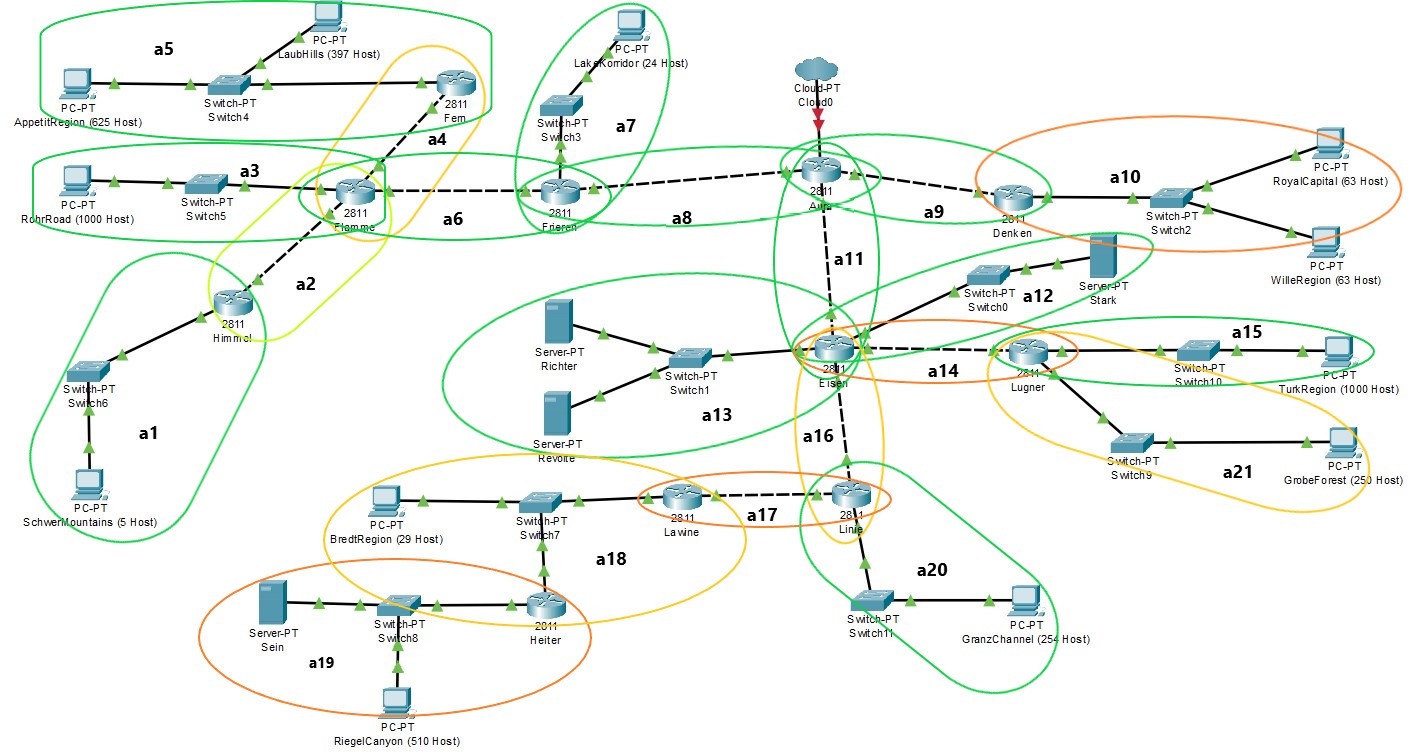 a5
PC-PT
LaubHills (397 Host)
PC-PT
AppetitRegion (625 Host)
Switch-PT
Switch4
2811
Fern
a4
PC-PT
LakeKorridor (24 Host)
Switch-PT
Switch3
a7
Cloud-PT
Cloud0
a3
PC-PT
RohrRoad (1000 Host)
Switch-PT
Switch5
2811
Flamme
a6
2811
Frieren
a8
2811
Aura
a9
2811
Denken
a10
Switch-PT
Switch2
PC-PT
RoyalCapital (63 Host)
PC-PT
WilleRegion (63 Host)
a2
2811
Himmel
a11
Switch-PT
Switch0
a12
Server-PT
Stark
Switch-PT
Switch6
a1
PC-PT
SchwerMountains (5 Host)
Server-PT
Richter
Switch-PT
Switch1
a13
Server-PT
Revolte
2811
Eisen
a14
2811
Lugner
a15
Switch-PT
Switch10
PC-PT
TurkRegion (1000 Host)
a16
Switch-PT
Switch9
a21
PC-PT
GrobeForest (250 Host)
PC-PT
BredtRegion (29 Host)
Switch-PT
Switch7
2811
Lawine
a17
2811
Linie
a18
a20
Server-PT
Sein
Switch-PT
Switch8
2811
Heiter
Switch-PT
Switch11
PC-PT
GranzChannel (254 Host)
a19
PC-PT
RiegelCanyon (510 Host)